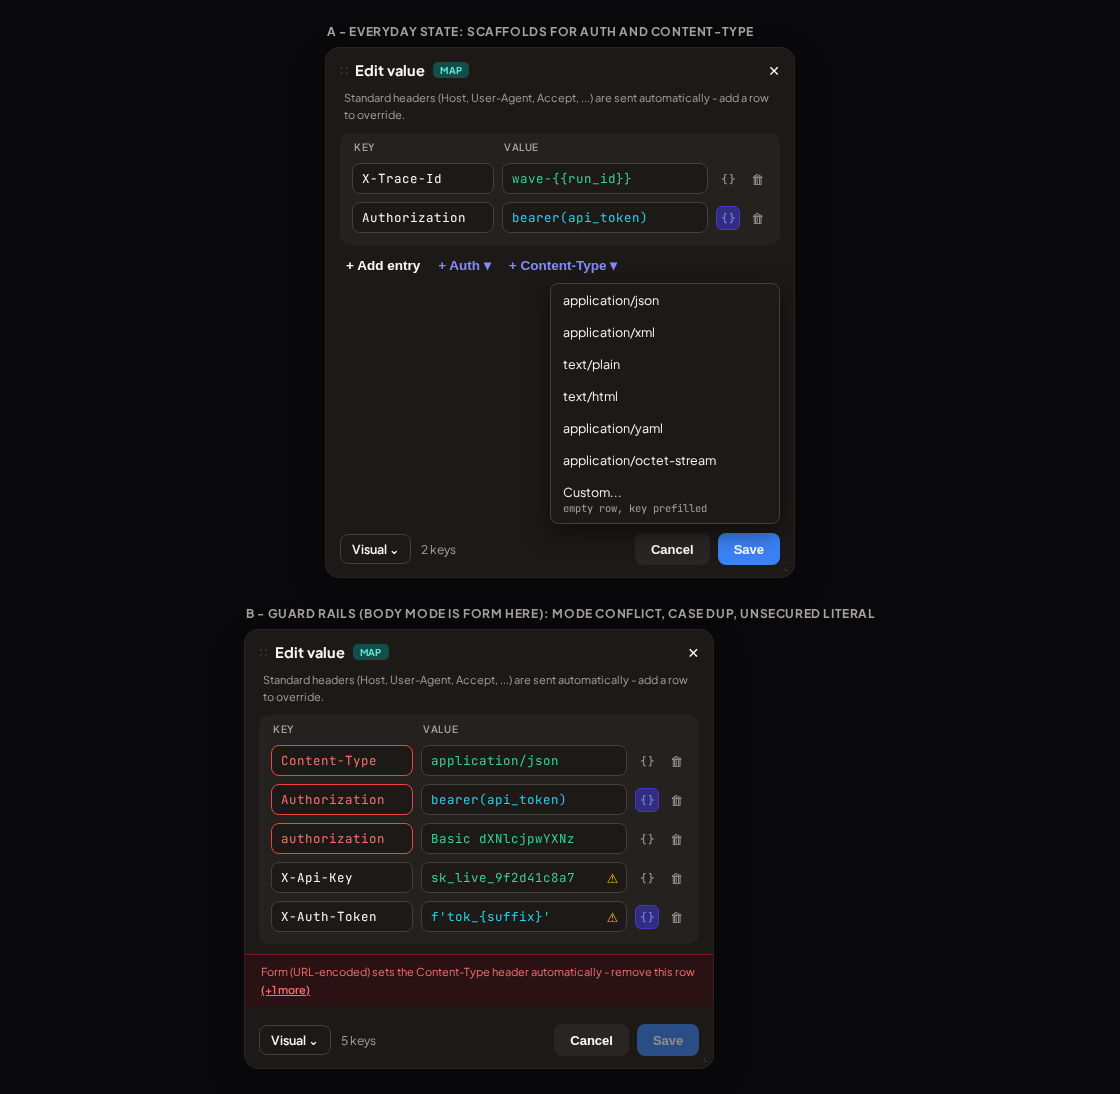 A - EVERYDAY STATE: SCAFFOLDS FOR AUTH AND CONTENT-TYPE
Edit value MAP ✕
Standard headers (Host, User-Agent, Accept, ...) are sent automatically - add a row
to override.
KEY VALUE
X-Trace-Id wave-{{run_id}} {}
Authorization bearer(api_token) {}
+ Add entry + Auth ▾ + Content-Type ▾
application/json
application/xml
text/plain
text/html
application/yaml
application/octet-stream
Custom...
empty row, key prefilled
Visual 2 keys Cancel Save
B - GUARD RAILS (BODY MODE IS FORM HERE): MODE CONFLICT, CASE DUP, UNSECURED LITERAL
Edit value MAP ✕
Standard headers (Host, User-Agent, Accept, ...) are sent automatically - add a row
to override.
KEY VALUE
Content-Type application/json {}
Authorization bearer(api_token) {}
authorization Basic dXNlcjpwYXNz {}
X-Api-Key sk_live_9f2d41c8a7 ⚠ {}
X-Auth-Token f'tok_{suffix}' ⚠ {}
Form (URL-encoded) sets the Content-Type header automatically - remove this row
(+1 more)
Visual 5 keys Cancel Save